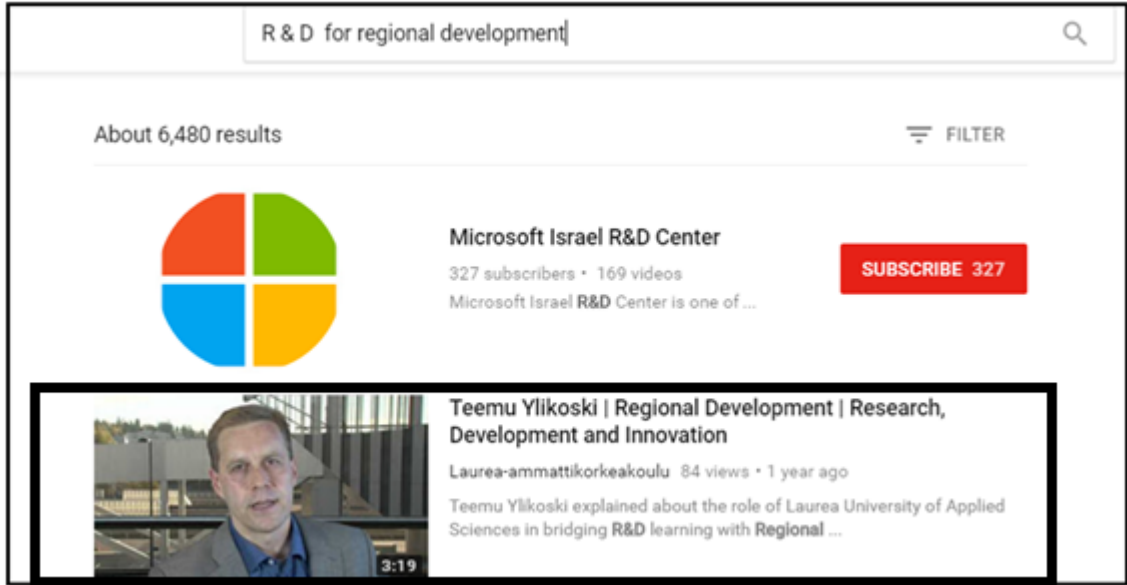 R & D  for regional development
About 6,480 results
FILTER
Microsoft Israel R&D Center
327 subscribers • 169 videos
SUBSCRIBE 327
Microsoft Israel R&D Center is one of ...
Teemu Ylikoski | Regional Development | Research,
Development and Innovation
Laurea-ammattikorkeakoulu 84 views • 1 year ago
Teemu Ylikoski explained about the role of Laurea University of Applied
Sciences in bridging R&D learning with Regional ...
3:19